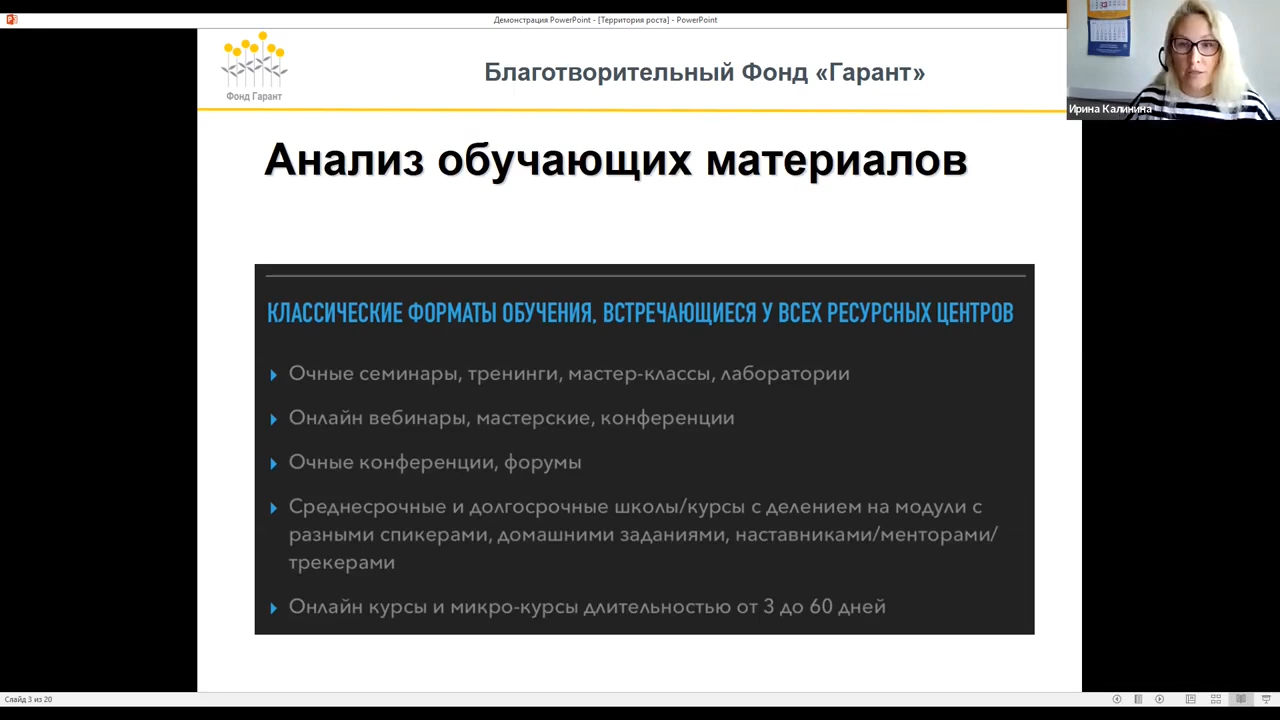 Демонстрация PowerPoint - [Территория роста] - PowerPoint
Фонд Гарант
Благотворительный Фонд «Гарант»
Ирина Калинина
Анализ обучающих материалов
КЛАССИЧЕСКИЕ ФОРМАТЫ ОБУЧЕНИЯ, ВСТРЕЧАЮЩИЕСЯ У ВСЕХ РЕСУРСНЫХ ЦЕНТРОВ
Очные семинары, тренинги, мастер-классы, лаборатории
Онлайн вебинары, мастерские, конференции
Очные конференции, форумы
Среднесрочные и долгосрочные школы/курсы с делением на модули с
разными спикерами, домашними заданиями, наставниками/менторами/
трекерами
Онлайн курсы и микро-курсы длительностью от 3 до 60 дней
Слайд 3 из 20